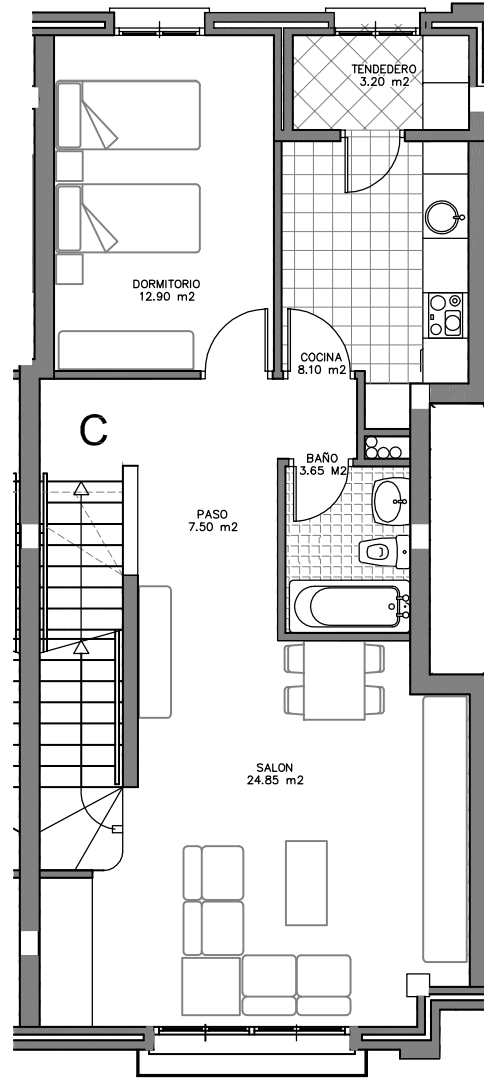 TENDEDERO
3.20 m2
DORMITORIO
12.90 m2
COCINA
8.10 m2
C
BAÑO
3.65 M2
PASO
7.50 m2
SALON
24.85 m2